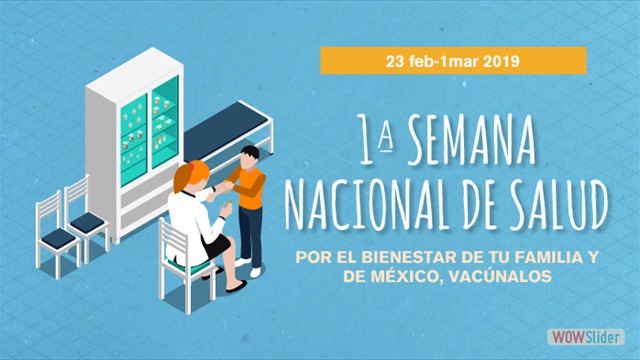 23 feb-1mar 2019
1ª SEMANA
NACIONAL DE SALUD
POR EL BIENESTAR DE TU FAMILIA Y
DE MÉXICO, VACÚNALOS
WOWSlider